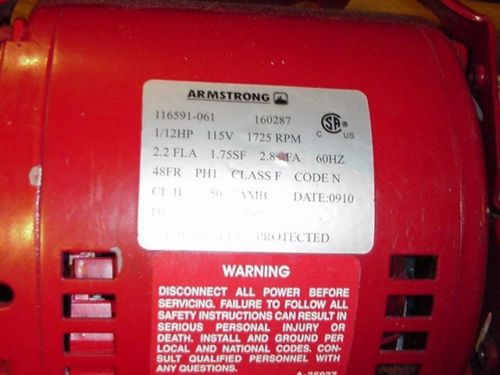 ARMSTRONG
116591-061 160287
1/12HP 115V 1725 RPM
2.2 FLA 1.75SF 60HZ
48FR PH1 CLASS F CODE N
AMB DATE:0910
PROTECTED
CSA
C US
WARNING
DISCONNECT ALL POWER BEFORE
SERVICING. FAILURE TO FOLLOW ALL
SAFETY INSTRUCTIONS CAN RESULT IN
SERIOUS PERSONAL INJURY OR
DEATH. INSTALL AND GROUND PER
LOCAL AND NATIONAL CODES. CON-
SULT QUALIFIED PERSONNEL WITH
ANY QUESTIONS.